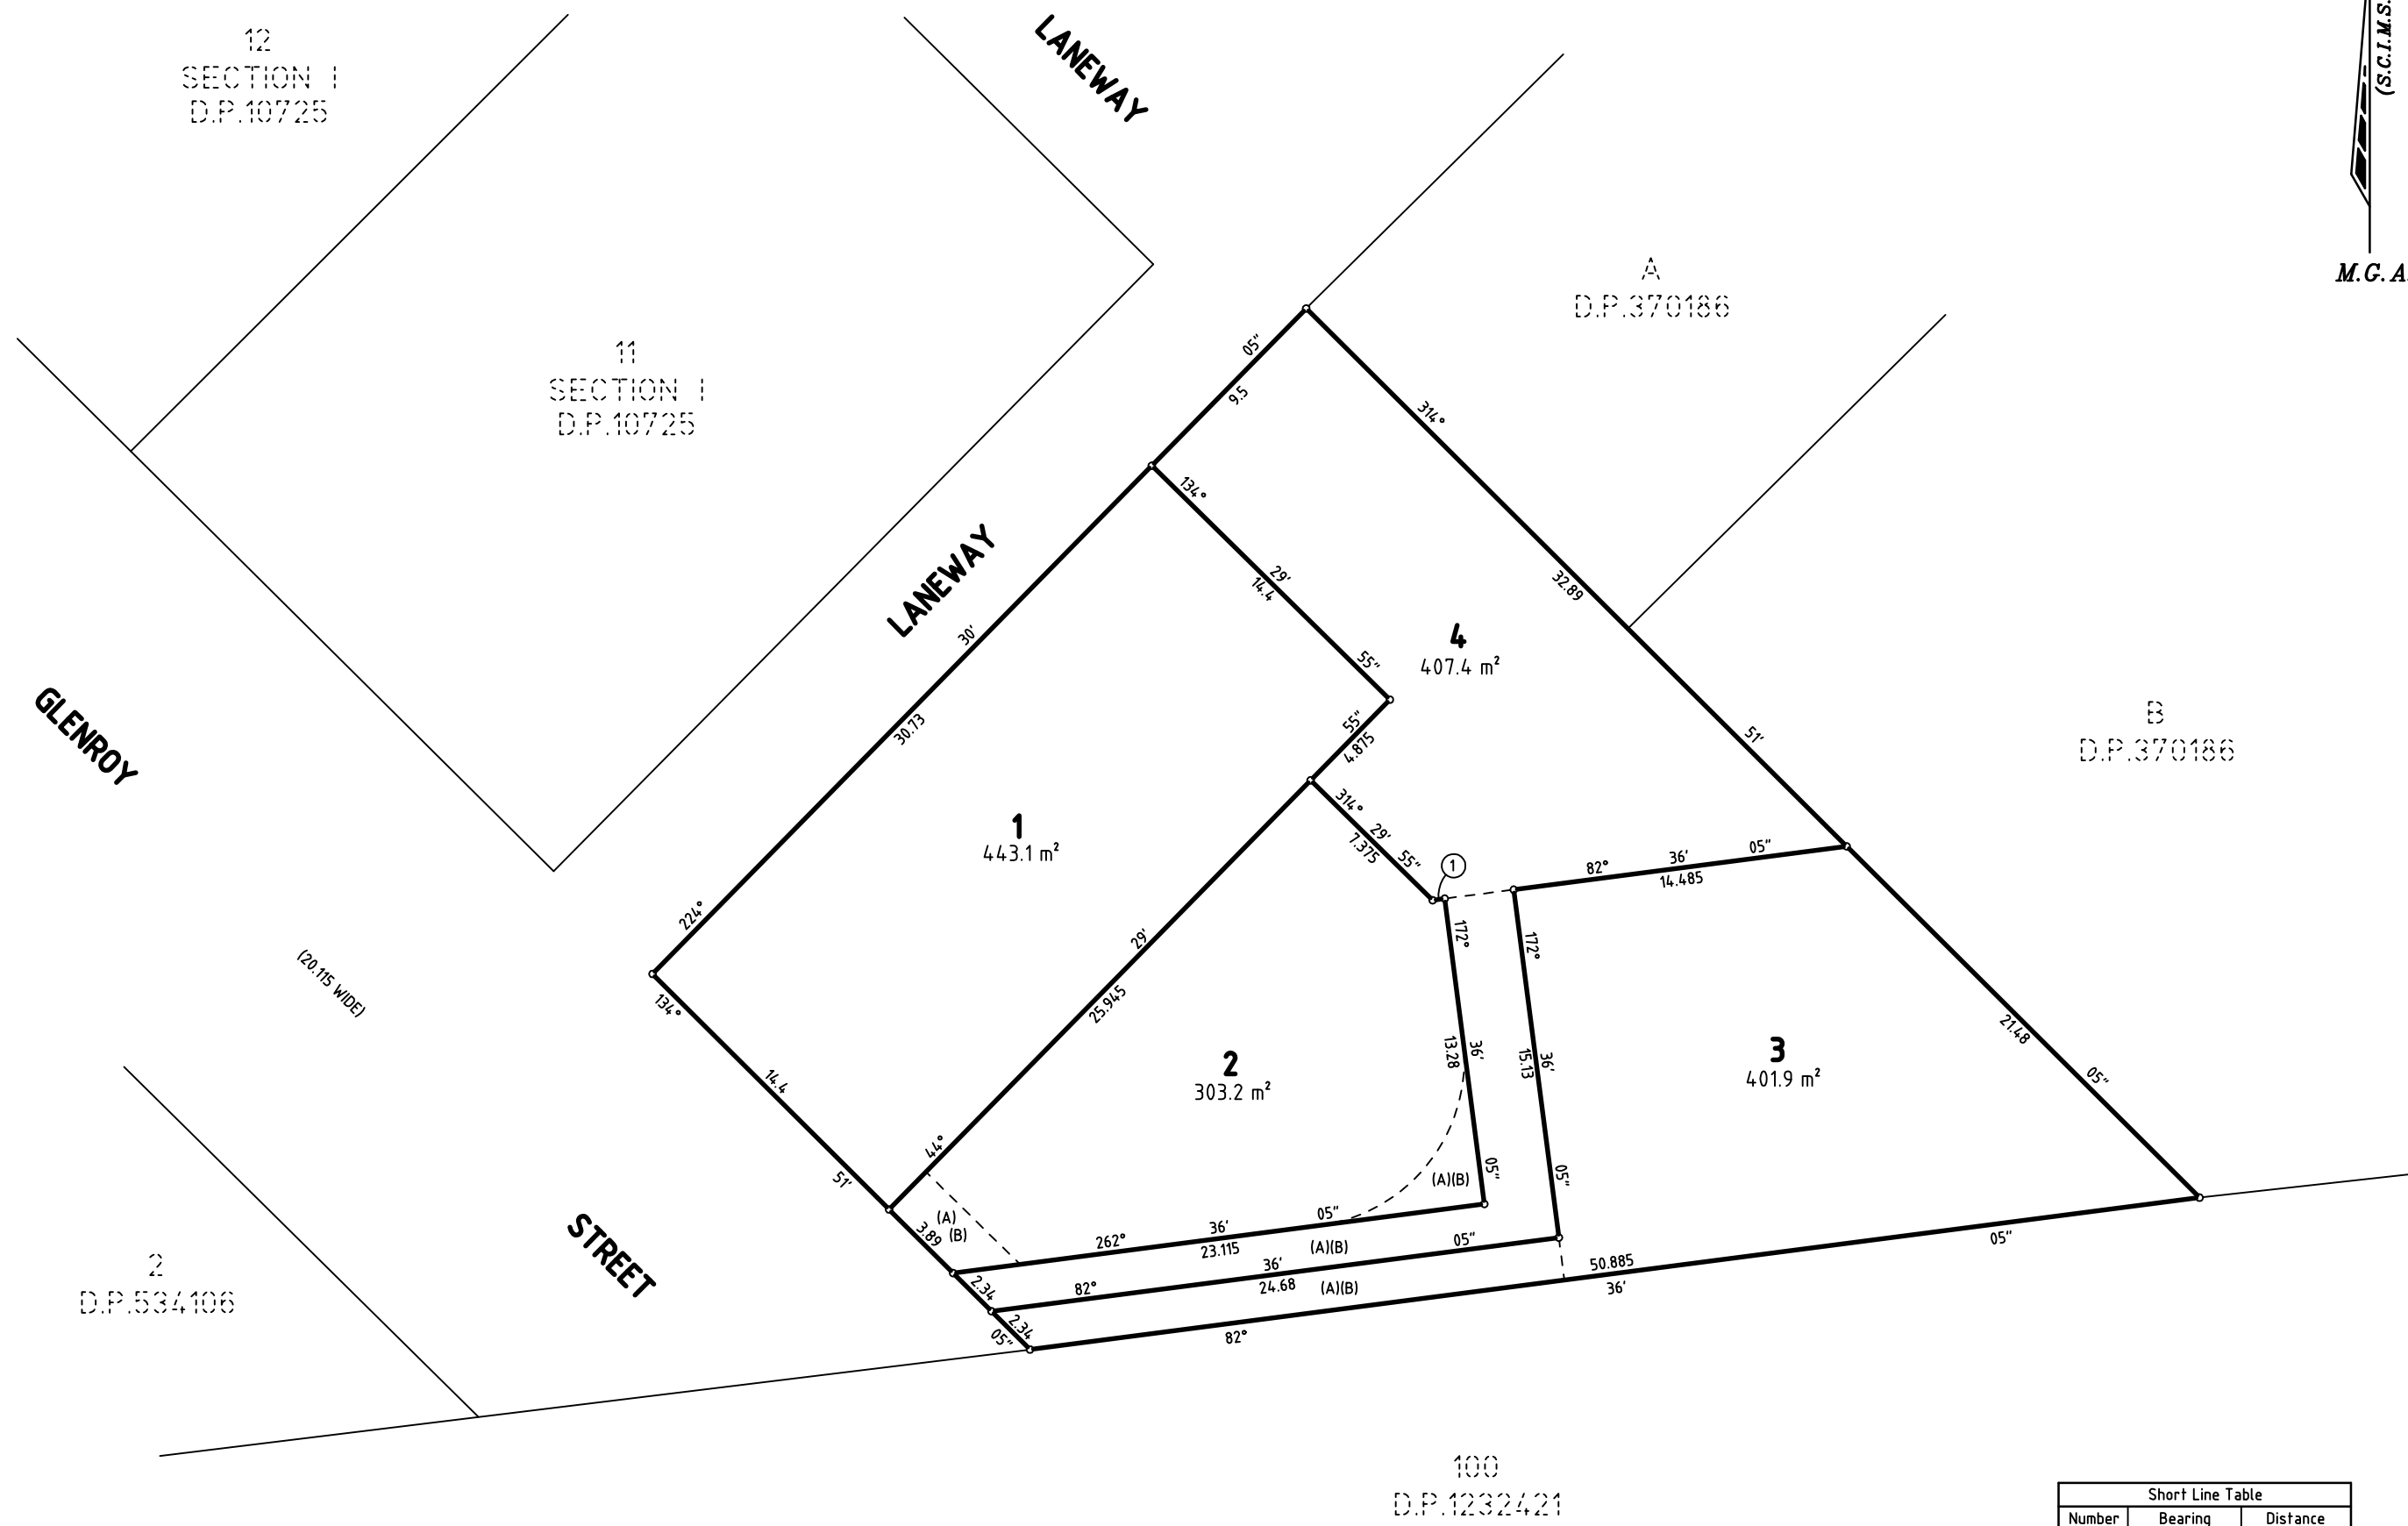 12
SECTION I
D.P.10725
LANEWAY
(S.C.I.M.S.
M.G.A.
A
D.P.370186
11
SECTION I
D.P.10725
05"
9.5
314°
134°
29'
14.4
32.89
LANEWAY
30'
55"
4
407.4 m²
GLENROY
30.73
55"
4.875
51'
B
D.P.370186
1
443.1 m²
314°
29'
7.375
55"
1
82°
36'
05"
14.485
224°
29'
172°
172°
(20.115 WIDE)
134°
25.945
21.48
13.28
36'
15.13
36'
2
303.2 m²
3
401.9 m²
14.4
05"
44°
51'
05"
05"
(A)(B)
(A)
(B)
3.89
262°
36'
05"
23.115
(A)(B)
STREET
05"
2.34
82°
36'
24.68
(A)(B)
50.885
36'
05"
2
D.P.534106
2.34
05"
82°
100
D.P.1232421
Short Line Table
Number Bearing Distance